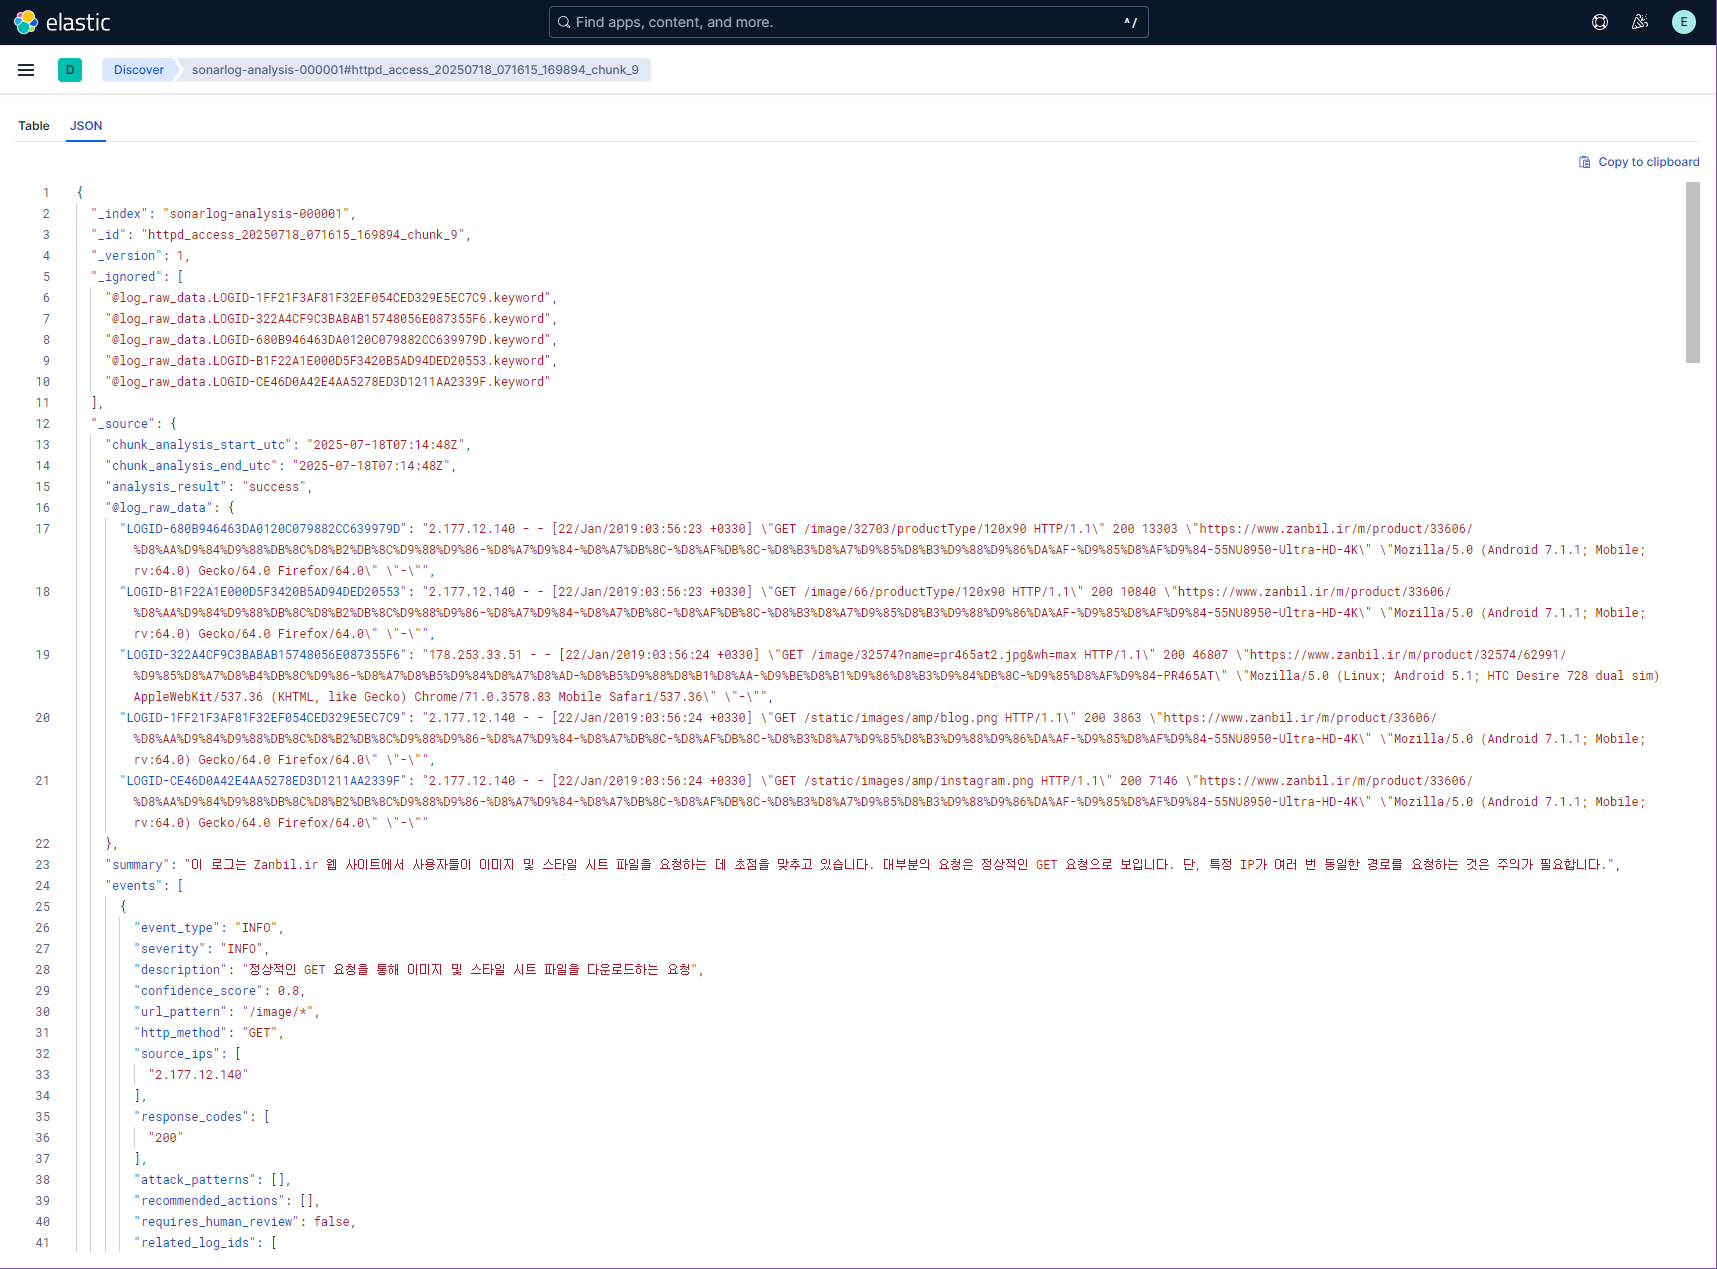 elastic
Find apps, content, and more.
^/
E
D
Discover
sonarlog-analysis-000001#httpd_access_20250718_071615_169894_chunk_9
Table
JSON
Copy to clipboard
1 {
2 "_index": "sonarlog-analysis-000001",
3 "_id": "httpd_access_20250718_071615_169894_chunk_9",
4 "_version": 1,
5 "_ignored": [
6 "@log_raw_data.LOGID-1FF21F3AF81F32EF054CED329E5EC7C9.keyword",
7 "@log_raw_data.LOGID-322A4CF9C3BABAB15748056E087355F6.keyword",
8 "@log_raw_data.LOGID-680B946463DA0120C079882CC639979D.keyword",
9 "@log_raw_data.LOGID-B1F22A1E000D5F3420B5AD94DED20553.keyword",
10 "@log_raw_data.LOGID-CE46D0A42E4AA5278ED3D1211AA2339F.keyword"
11 ],
12 "_source": {
13 "chunk_analysis_start_utc": "2025-07-18T07:14:48Z",
14 "chunk_analysis_end_utc": "2025-07-18T07:14:48Z",
15 "analysis_result": "success",
16 "@log_raw_data": {
17 "LOGID-680B946463DA0120C079882CC639979D": "2.177.12.140 - - [22/Jan/2019:03:56:23 +0330] \"GET /image/32703/productType/120x90 HTTP/1.1\" 200 13303 \"https://www.zanbil.ir/m/product/33606/
%D8%AA%D9%84%D9%88%DB%8C%D8%B2%DB%8C%D9%88%D9%86-%D8%A7%D9%84-%D8%A7%DB%8C-%D8%AF%DB%8C-%D8%B3%D8%A7%D9%85%D8%B3%D9%88%D9%86%DA%AF-%D9%85%D8%AF%D9%84-55NU8950-Ultra-HD-4K\" \"Mozilla/5.0 (Android 7.1.1; Mobile;
rv:64.0) Gecko/64.0 Firefox/64.0\" \"-\"",
18 "LOGID-B1F22A1E000D5F3420B5AD94DED20553": "2.177.12.140 - - [22/Jan/2019:03:56:23 +0330] \"GET /image/66/productType/120x90 HTTP/1.1\" 200 10840 \"https://www.zanbil.ir/m/product/33606/
%D8%AA%D9%84%D9%88%DB%8C%D8%B2%DB%8C%D9%88%D9%86-%D8%A7%D9%84-%D8%A7%DB%8C-%D8%AF%DB%8C-%D8%B3%D8%A7%D9%85%D8%B3%D9%88%D9%86%DA%AF-%D9%85%D8%AF%D9%84-55NU8950-Ultra-HD-4K\" \"Mozilla/5.0 (Android 7.1.1; Mobile;
rv:64.0) Gecko/64.0 Firefox/64.0\" \"-\"",
19 "LOGID-322A4CF9C3BABAB15748056E087355F6": "178.253.33.51 - - [22/Jan/2019:03:56:24 +0330] \"GET /image/32574?name=pr465at2.jpg&wh=max HTTP/1.1\" 200 46807 \"https://www.zanbil.ir/m/product/32574/62991/
%D9%85%D8%A7%D8%B4%DB%8C%D9%86-%D8%A7%D8%B5%D9%84%D8%A7%D8%AD-%D8%B5%D9%88%D8%B1%D8%AA-%D9%BE%D8%B1%D9%86%D8%B3%D9%84%DB%8C-%D9%85%D8%AF%D9%84-PR465AT\" \"Mozilla/5.0 (Linux; Android 5.1; HTC Desire 728 dual sim)
AppleWebKit/537.36 (KHTML, like Gecko) Chrome/71.0.3578.83 Mobile Safari/537.36\" \"-\"",
20 "LOGID-1FF21F3AF81F32EF054CED329E5EC7C9": "2.177.12.140 - - [22/Jan/2019:03:56:24 +0330] \"GET /static/images/amp/blog.png HTTP/1.1\" 200 3863 \"https://www.zanbil.ir/m/product/33606/
%D8%AA%D9%84%D9%88%DB%8C%D8%B2%DB%8C%D9%88%D9%86-%D8%A7%D9%84-%D8%A7%DB%8C-%D8%AF%DB%8C-%D8%B3%D8%A7%D9%85%D8%B3%D9%88%D9%86%DA%AF-%D9%85%D8%AF%D9%84-55NU8950-Ultra-HD-4K\" \"Mozilla/5.0 (Android 7.1.1; Mobile;
rv:64.0) Gecko/64.0 Firefox/64.0\" \"-\"",
21 "LOGID-CE46D0A42E4AA5278ED3D1211AA2339F": "2.177.12.140 - - [22/Jan/2019:03:56:24 +0330] \"GET /static/images/amp/instagram.png HTTP/1.1\" 200 7146 \"https://www.zanbil.ir/m/product/33606/
%D8%AA%D9%84%D9%88%DB%8C%D8%B2%DB%8C%D9%88%D9%86-%D8%A7%D9%84-%D8%A7%DB%8C-%D8%AF%DB%8C-%D8%B3%D8%A7%D9%85%D8%B3%D9%88%D9%86%DA%AF-%D9%85%D8%AF%D9%84-55NU8950-Ultra-HD-4K\" \"Mozilla/5.0 (Android 7.1.1; Mobile;
rv:64.0) Gecko/64.0 Firefox/64.0\" \"-\""
22 },
23 "summary": "이 로그는 Zanbil.ir 웹 사이트에서 사용자들이 이미지 및 스타일 시트 파일을 요청하는 데 초점을 맞추고 있습니다. 대부분의 요청은 정상적인 GET 요청으로 보입니다. 단, 특정 IP가 여러 번 동일한 경로를 요청하는 것은 주의가 필요합니다.",
24 "events": [
25 {
26 "event_type": "INFO",
27 "severity": "INFO",
28 "description": "정상적인 GET 요청을 통해 이미지 및 스타일 시트 파일을 다운로드하는 요청",
29 "confidence_score": 0.8,
30 "url_pattern": "/image/*",
31 "http_method": "GET",
32 "source_ips": [
33 "2.177.12.140"
34 ],
35 "response_codes": [
36 "200"
37 ],
38 "attack_patterns": [],
39 "recommended_actions": [],
40 "requires_human_review": false,
41 "related_log_ids": [